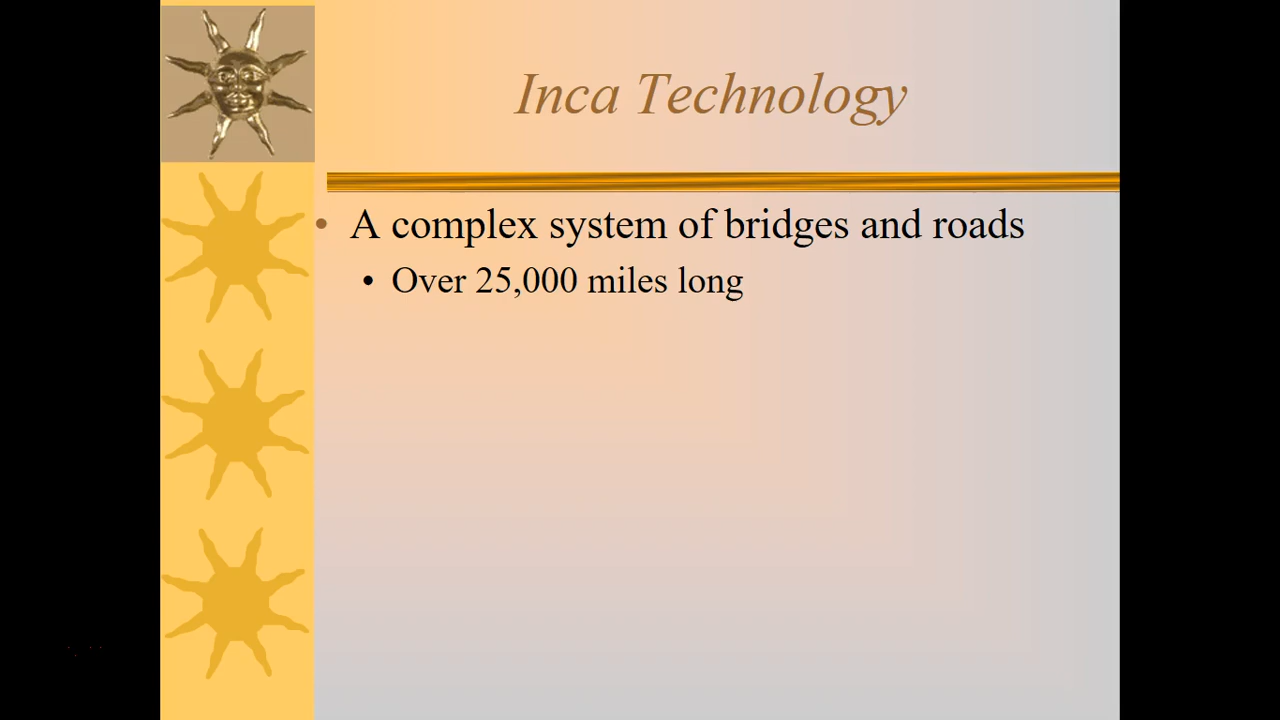 Inca Technology
• A complex system of bridges and roads
• Over 25,000 miles long